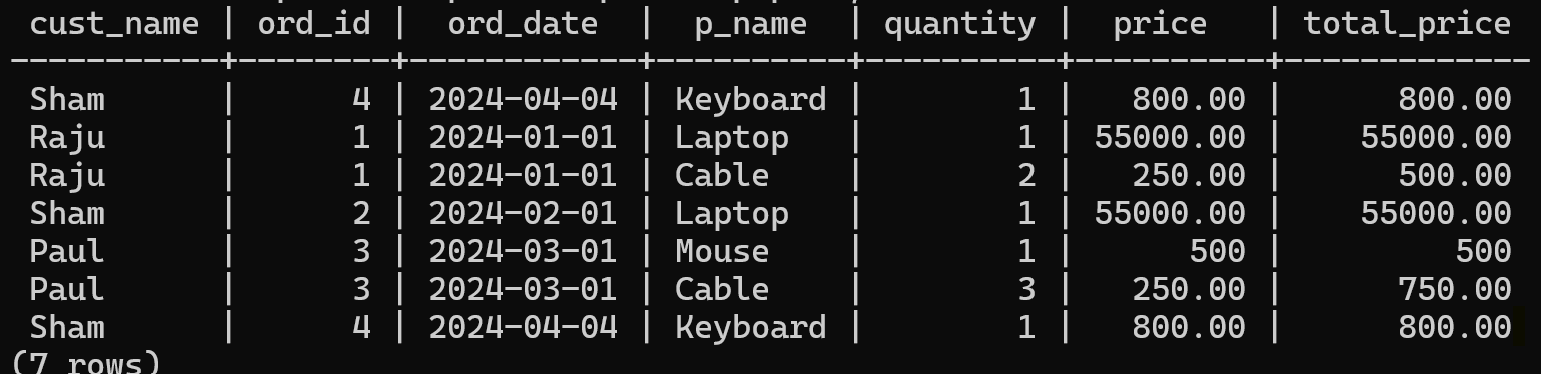 cust_name | ord_id |  ord_date  |  p_name  | quantity |  price   | total_price
-----------+--------+------------+----------+----------+----------+-------------
 Sham      |      4 | 2024-04-04 | Keyboard |        1 |   800.00 |      800.00
 Raju      |      1 | 2024-01-01 | Laptop   |        1 | 55000.00 |    55000.00
 Raju      |      1 | 2024-01-01 | Cable    |        2 |   250.00 |      500.00
 Sham      |      2 | 2024-02-01 | Laptop   |        1 | 55000.00 |    55000.00
 Paul      |      3 | 2024-03-01 | Mouse    |        1 |      500 |         500
 Paul      |      3 | 2024-03-01 | Cable    |        3 |   250.00 |      750.00
 Sham      |      4 | 2024-04-04 | Keyboard |        1 |   800.00 |      800.00
(7 rows)